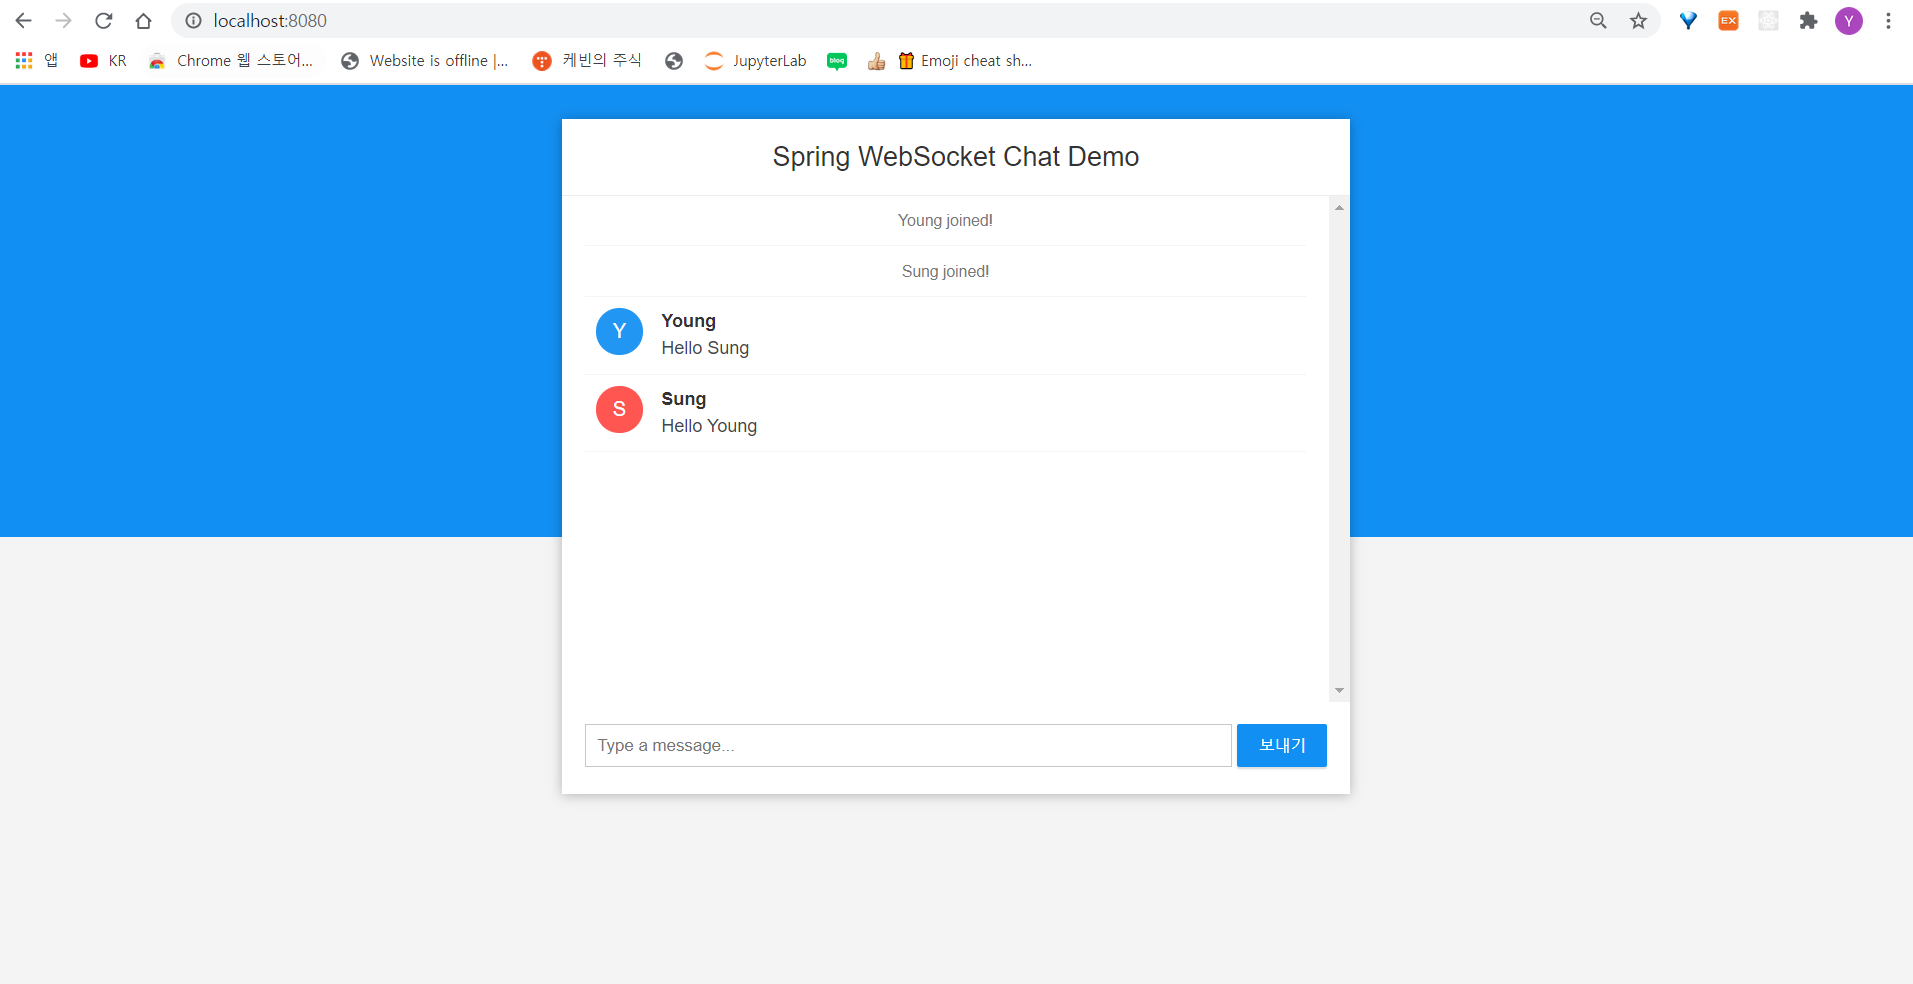 localhost:8080
EX
Y
앱
KR
Chrome 웹 스토어...
Website is offline |...
케빈의 주식
JupyterLab
blog
Emoji cheat sh...
Spring WebSocket Chat Demo
Young joined!
Sung joined!
Y
Young
Hello Sung
S
Sung
Hello Young
Type a message...
보내기